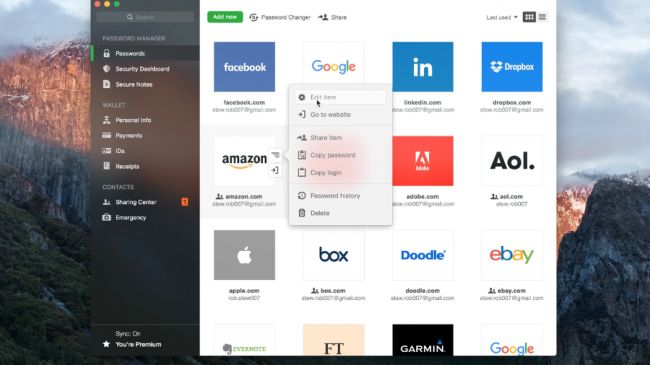 Search
Add new
Password Changer
Share
Last used
PASSWORD MANAGER
Passwords
Security Dashboard
Secure Notes
WALLET
Personal Info
Payments
IDs
Receipts
CONTACTS
Sharing Center
1
Emergency
Sync: On
You're Premium
facebook
Google
in
Dropbox
facebook.com
linkedin.com
dropbox.com
stew.rob007@gmail.com
stew.rob007@gmail.com
stew.rob007@gmail.com
Edit item
Go to website
Share item
Copy password
Copy login
Password history
Delete
amazon
Adobe
Aol.
amazon.com
adobe.com
aol.com
stew.rob007@gmail.com
stew.rob007@gmail.com
stew.rob007
box
Doodle
ebay
apple.com
box.com
doodle.com
ebay.com
rob.stew007
stew.rob007@gmail.com
stew.rob007@gmail.com
stew.rob007@gmail.com
EVERNOTE
FT
GARMIN
Google